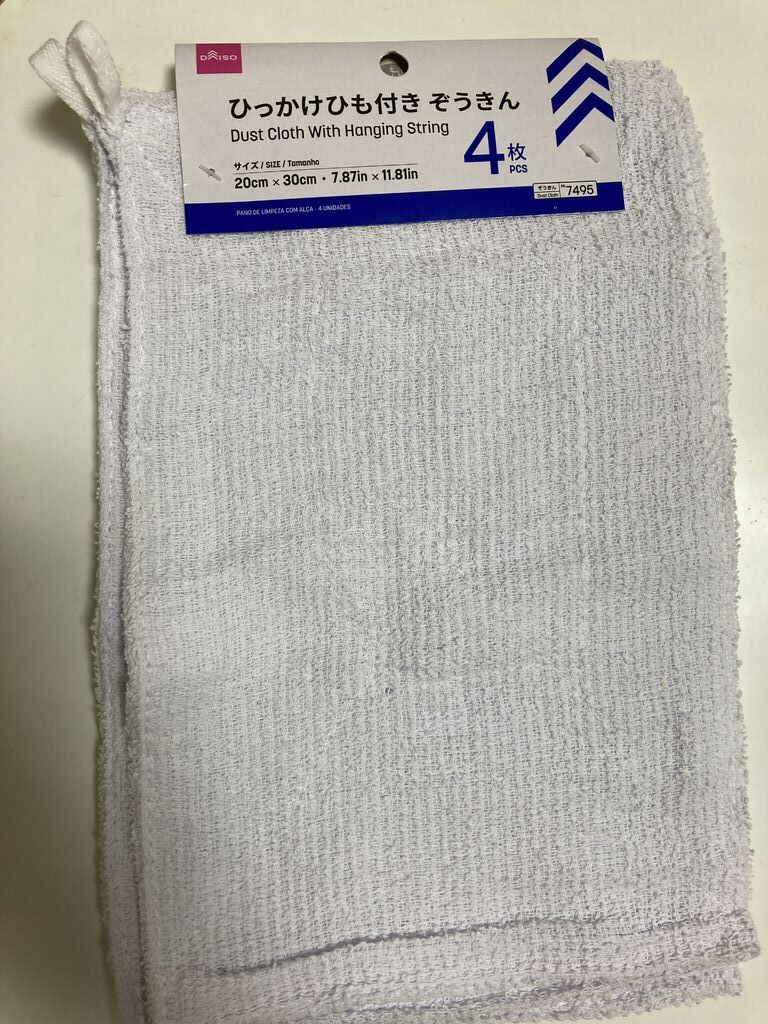 DAISO
ひっかけひも付き ぞうきん
Dust Cloth With Hanging String
4枚
PCS
サイズ / SIZE / Tamanho
20cm × 30cm · 7.87in × 11.81in
ぞうきん
Dust Cloth
No 7495
PANO DE LIMPEZA COM ALÇA · 4 UNIDADES